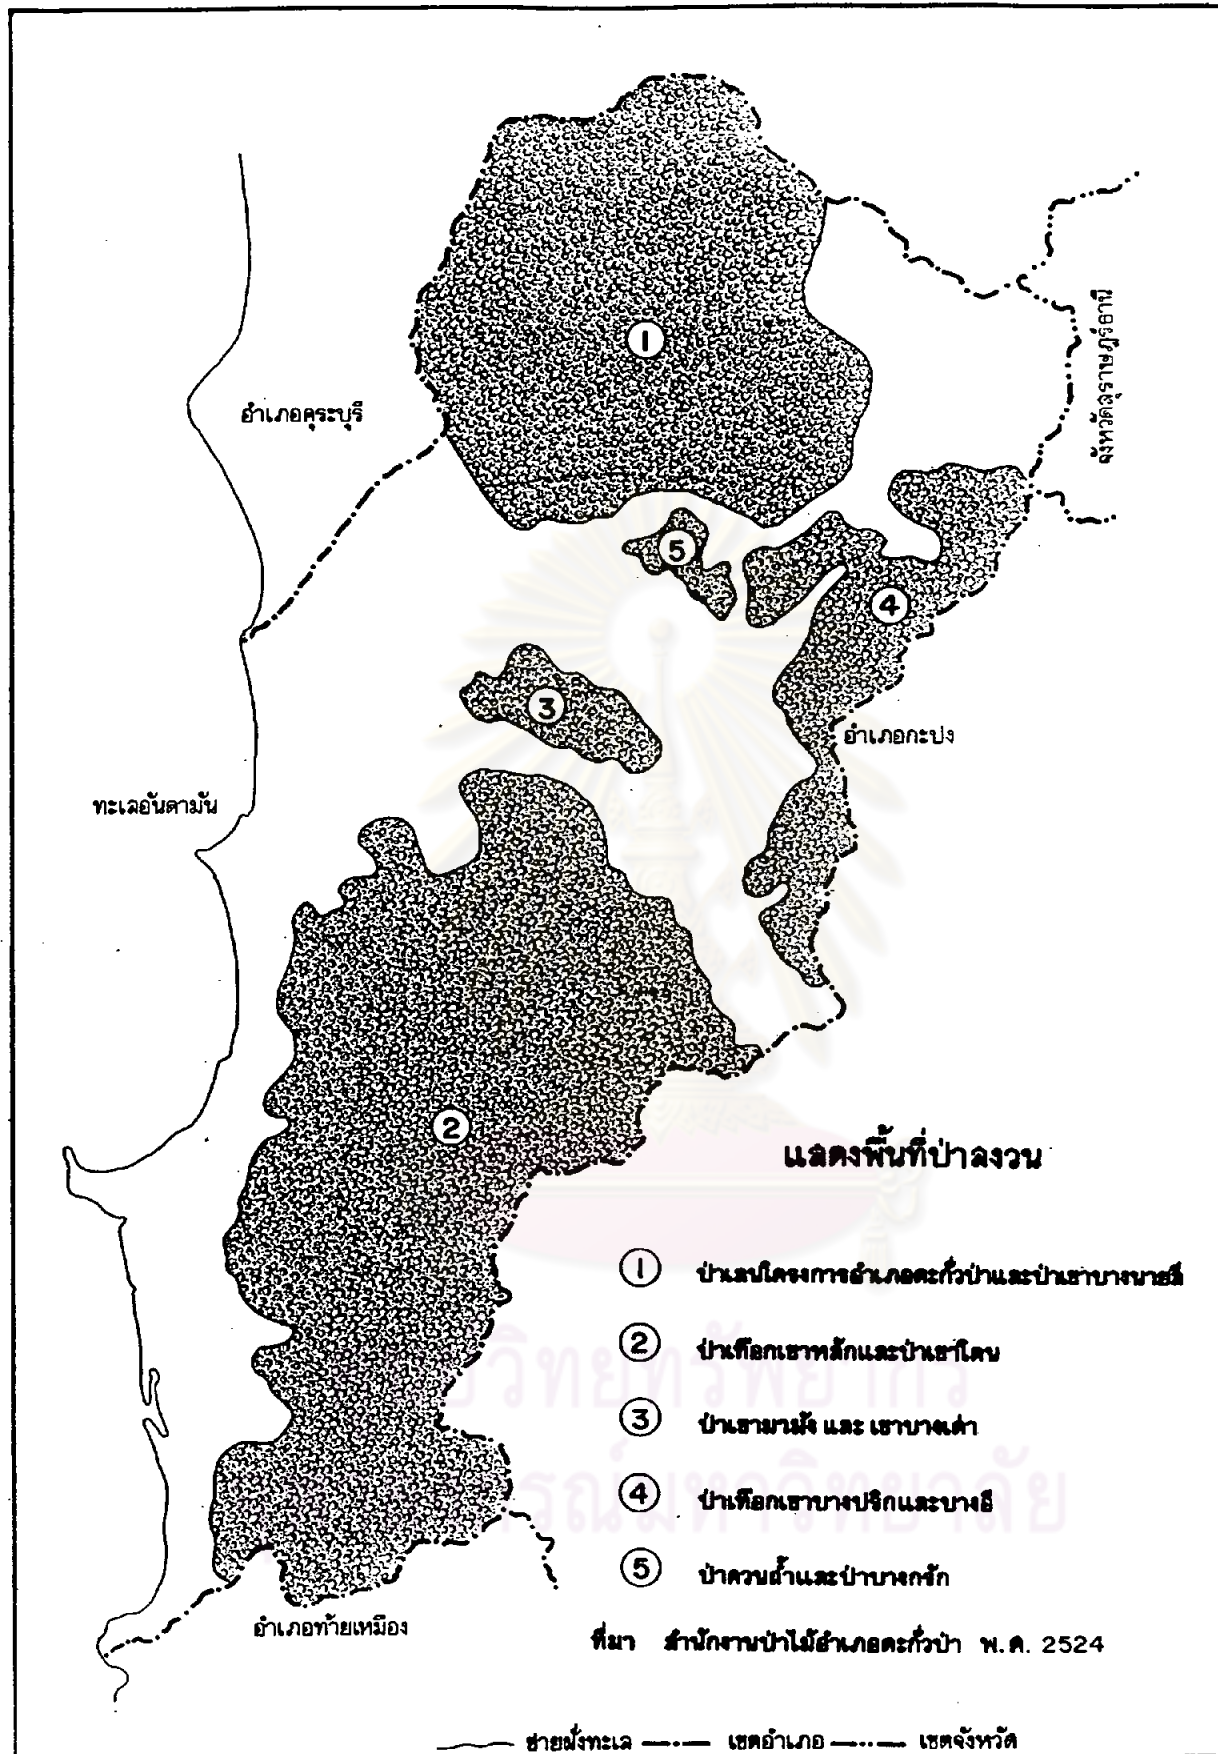 อำเภอคุระบุรี
จังหวัดสุราษฎร์ธานี
1
5
4
3
อำเภอกะปง
ทะเลอันดามัน
2
แสดงพื้นที่ป่าสงวน
1 ป่าเลนโครงการอำเภอตะกั่วป่าและป่าเขาบางนายสี
2 ป่าเทือกเขาหลักและป่าเขาโตน
3 ป่าเขามามัง และ เขาบางเต่า
4 ป่าเทือกเขาบางปริกและบางอี
5 ป่าควนถ้ำและป่าบางกรัก
อำเภอท้ายเหมือง
ที่มา สำนักงานป่าไม้อำเภอตะกั่วป่า พ.ศ. 2524
ชายฝั่งทะเล เขตอำเภอ เขตจังหวัด